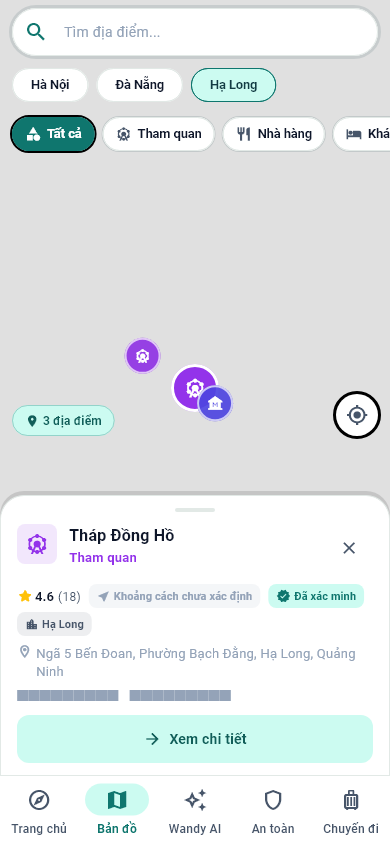 Tìm địa điểm...
Hà Nội
Đà Nẵng
Hạ Long
Tất cả
Tham quan
Nhà hàng
Khá
3 địa điểm
Tháp Đồng Hồ
Tham quan
4.6 (18)
Khoảng cách chưa xác định
Đã xác minh
Hạ Long
Ngã 5 Bến Đoan, Phường Bạch Đằng, Hạ Long, Quảng
Ninh
Xem chi tiết
Trang chủ
Bản đồ
Wandy AI
An toàn
Chuyến đi